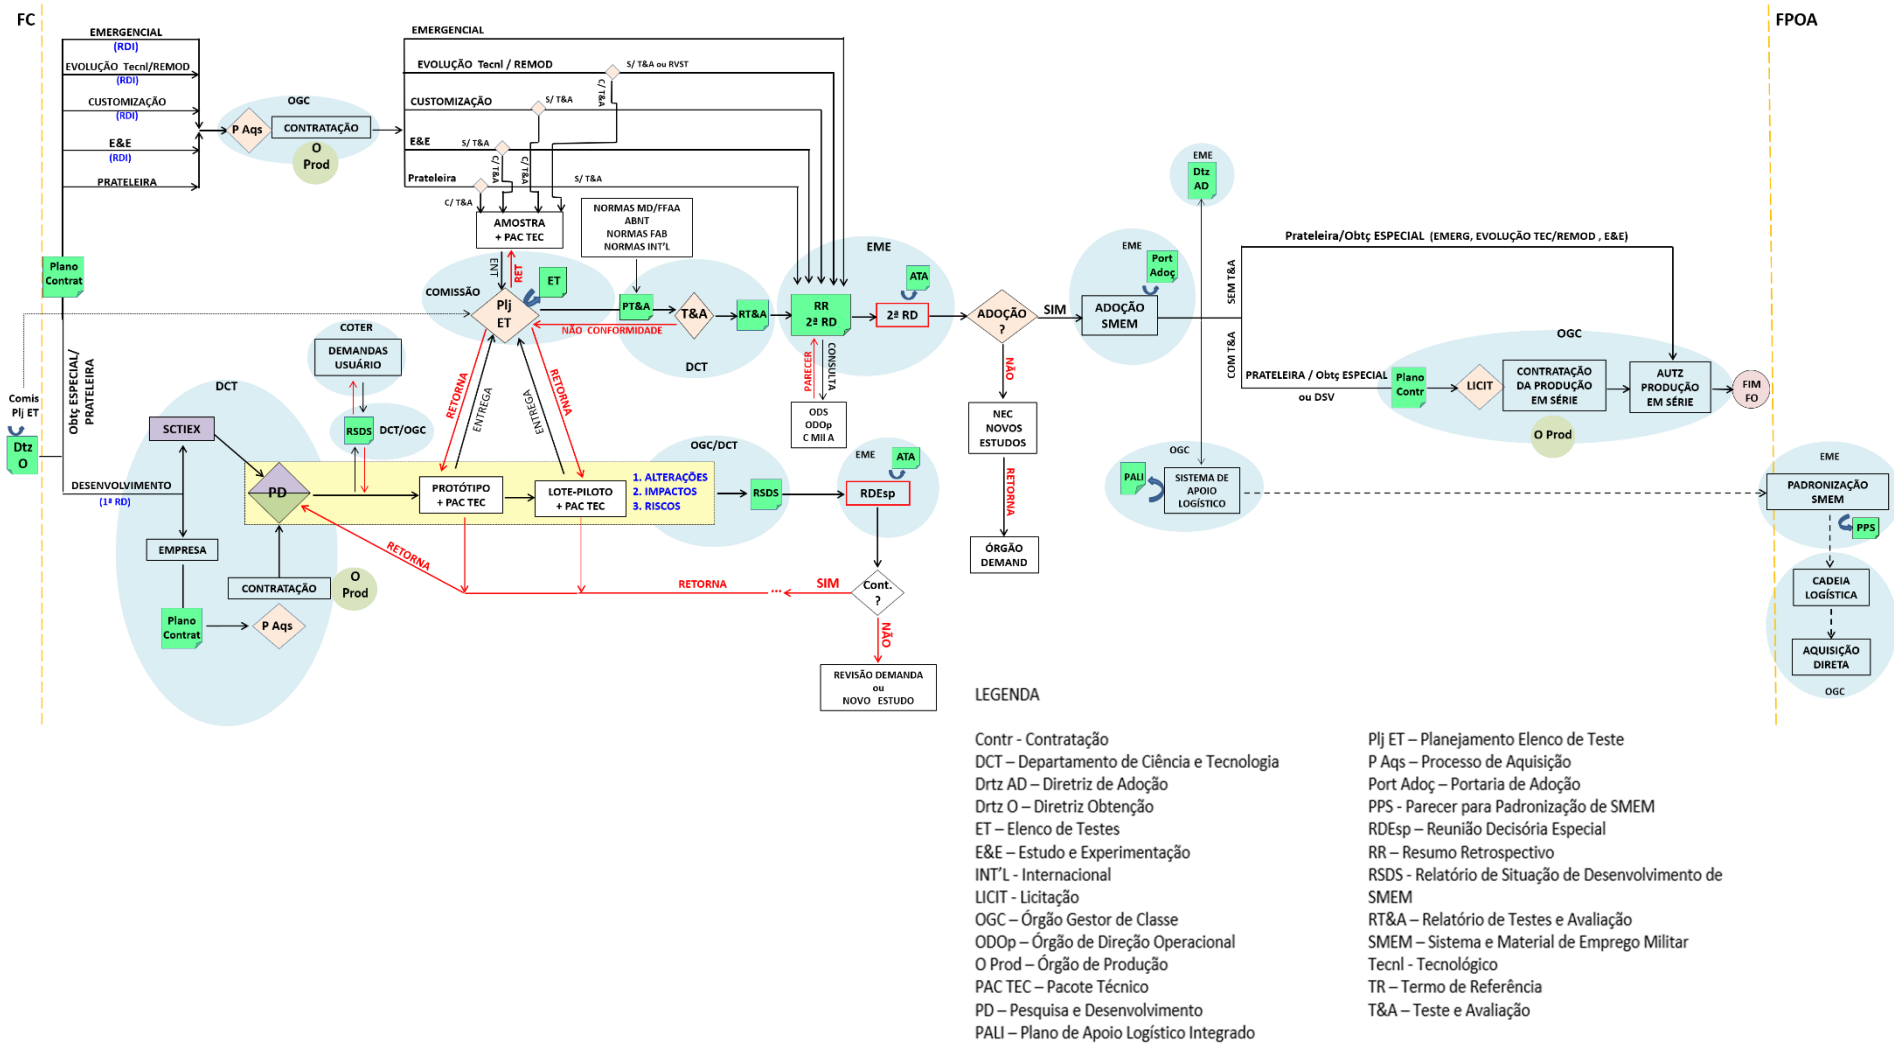 FC
FPOA
EMERGENCIAL
(RDI)
EVOLUÇÃO Tecnl/REMOD
(RDI)
CUSTOMIZAÇÃO
(RDI)
E&E
(RDI)
PRATELEIRA
OGC
P Aqs
CONTRATAÇÃO
O
Prod
EMERGENCIAL
EVOLUÇÃO Tecnl / REMOD
S/ T&A ou RVST
C/ T&A
CUSTOMIZAÇÃO
S/ T&A
C/ T&A
E&E
S/ T&A
C/ T&A
Prateleira
S/ T&A
C/ T&A
AMOSTRA
+ PAC TEC
NORMAS MD/FFAA
ABNT
NORMAS FAB
NORMAS INT'L
ENT
RET
COMISSÃO
ET
Plj
ET
PT&A
T&A
RT&A
NÃO CONFORMIDADE
DCT
EME
ATA
RR
2ª RD
2ª RD
PARECER
CONSULTA
ODS
ODOp
C Mil A
ADOÇÃO
?
SIM
NÃO
NEC
NOVOS
ESTUDOS
RETORNA
ÓRGÃO
DEMAND
EME
Port
Adoç
ADOÇÃO
SMEM
EME
Dtz
AD
SEM T&A
COM T&A
Prateleira/Obtç ESPECIAL (EMERG, EVOLUÇÃO TEC/REMOD , E&E)
PRATELEIRA / Obtç ESPECIAL
ou DSV
OGC
Plano
Contr
LICIT
CONTRATAÇÃO
DA PRODUÇÃO
EM SÉRIE
AUTZ
PRODUÇÃO
EM SÉRIE
O Prod
FIM
FO
OGC
PALI
SISTEMA DE
APOIO
LOGÍSTICO
EME
PADRONIZAÇÃO
SMEM
PPS
CADEIA
LOGÍSTICA
AQUISIÇÃO
DIRETA
OGC
Plano
Contrat
Obtç ESPECIAL/
PRATELEIRA
Comis
Plj ET
Dtz
O
DESENVOLVIMENTO
(1ª RD)
DCT
SCTIEX
PD
EMPRESA
CONTRATAÇÃO
O
Prod
Plano
Contrat
P Aqs
COTER
DEMANDAS
USUÁRIO
RSDS
DCT/OGC
RETORNA
ENTREGA
ENTREGA
RETORNA
PROTÓTIPO
+ PAC TEC
LOTE-PILOTO
+ PAC TEC
1. ALTERAÇÕES
2. IMPACTOS
3. RISCOS
OGC/DCT
RSDS
EME
ATA
RDEsp
Cont.
?
SIM
...
RETORNA
RETORNA
NÃO
REVISÃO DEMANDA
ou
NOVO ESTUDO
LEGENDA
Contr - Contratação
DCT – Departamento de Ciência e Tecnologia
Drtz AD – Diretriz de Adoção
Drtz O – Diretriz Obtenção
ET – Elenco de Testes
E&E – Estudo e Experimentação
INT'L - Internacional
LICIT - Licitação
OGC – Órgão Gestor de Classe
ODOp – Órgão de Direção Operacional
O Prod – Órgão de Produção
PAC TEC – Pacote Técnico
PD – Pesquisa e Desenvolvimento
PALI – Plano de Apoio Logístico Integrado
Plj ET – Planejamento Elenco de Teste
P Aqs – Processo de Aquisição
Port Adoç – Portaria de Adoção
PPS - Parecer para Padronização de SMEM
RDEsp – Reunião Decisória Especial
RR – Resumo Retrospectivo
RSDS - Relatório de Situação de Desenvolvimento de
SMEM
RT&A – Relatório de Testes e Avaliação
SMEM – Sistema e Material de Emprego Militar
Tecnl - Tecnológico
TR – Termo de Referência
T&A – Teste e Avaliação